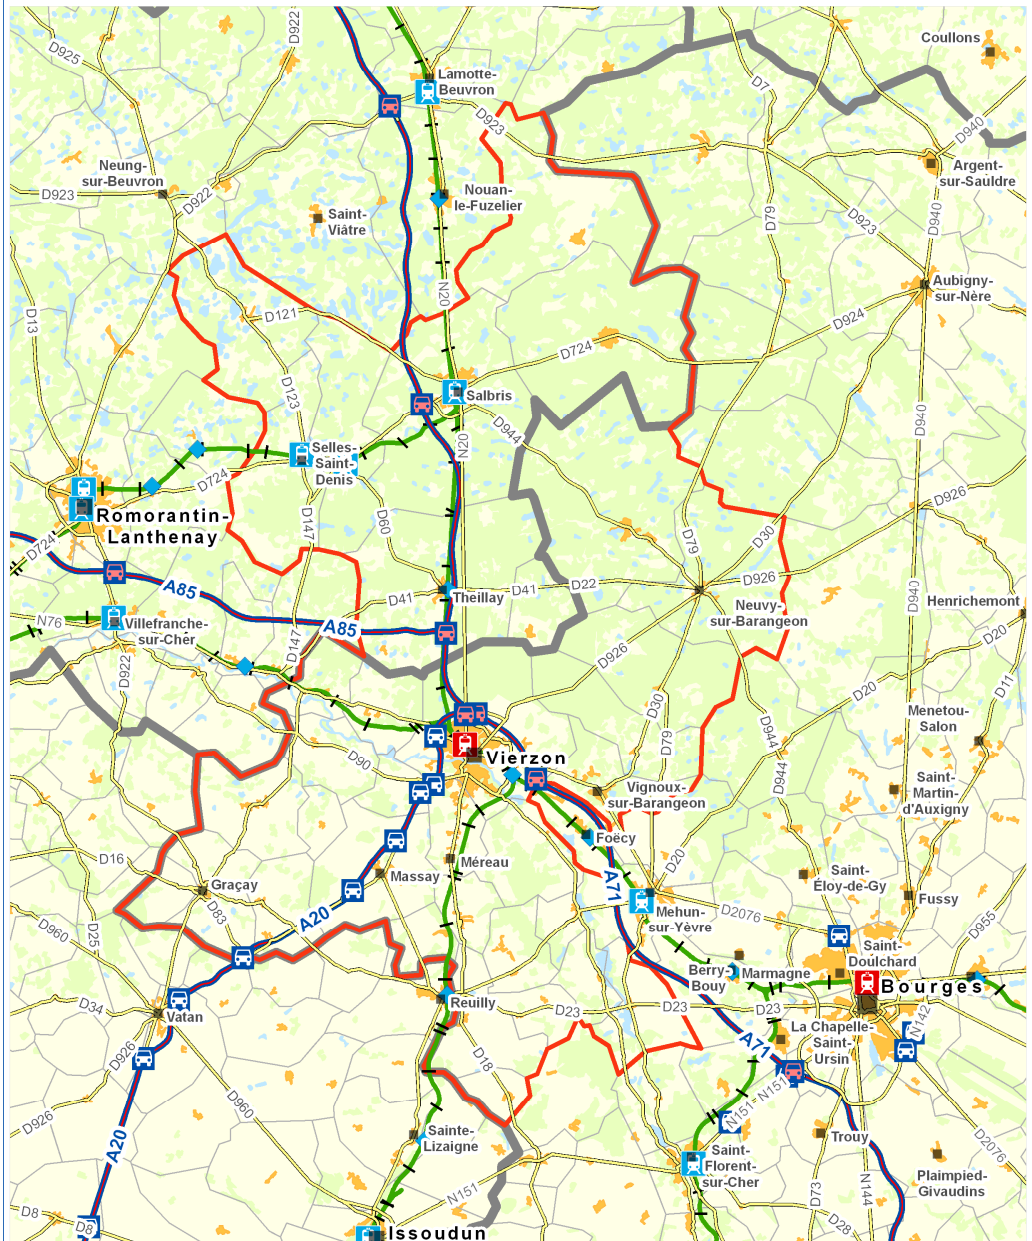 D922
D925
Coullons
Lamotte-
Beuvron
D7
D923
D940
Neung-
sur-Beuvron
Argent-
sur-Sauldre
D923
D922
Nouan-
le-Fuzelier
Saint-
Viâtre
D79
D923
D940
Aubigny-
sur-Nère
N20
D13
D121
D924
D724
D123
Salbris
D944
D940
N20
Selles-
Saint-
Denis
D724
D926
Romorantin-
Lanthenay
D147
D60
D79
D30
D724
A85
D41
Theillay
D41
D22
D926
Neuvy-
sur-Barangeon
D940
Henrichemont
N76
Villefranche-
sur-Cher
A85
D147
D926
D20
D922
D30
D20
D11
Menetou-
Salon
D944
D79
D90
Vierzon
D944
Vignoux-
sur-Barangeon
Saint-
Martin-
d'Auxigny
Foëcy
D16
Méreau
D20
Massay
Saint-
Éloy-de-Gy
Graçay
A71
Fussy
D83
A20
Mehun-
sur-Yèvre
D2076
D955
D960
D25
Saint-
Doulchard
Berry-
Bouy
Marmagne
Bourges
D34
Vatan
Reuilly
D23
D23
D23
N142
La Chapelle-
Saint-
Ursin
A71
D926
D18
N151
D960
N151
D926
A20
Sainte-
Lizaigne
Trouy
D2076
Saint-
Florent-
sur-Cher
Plaimpied-
Givaudins
N151
D73
N144
D8
D8
D28
Issoudun